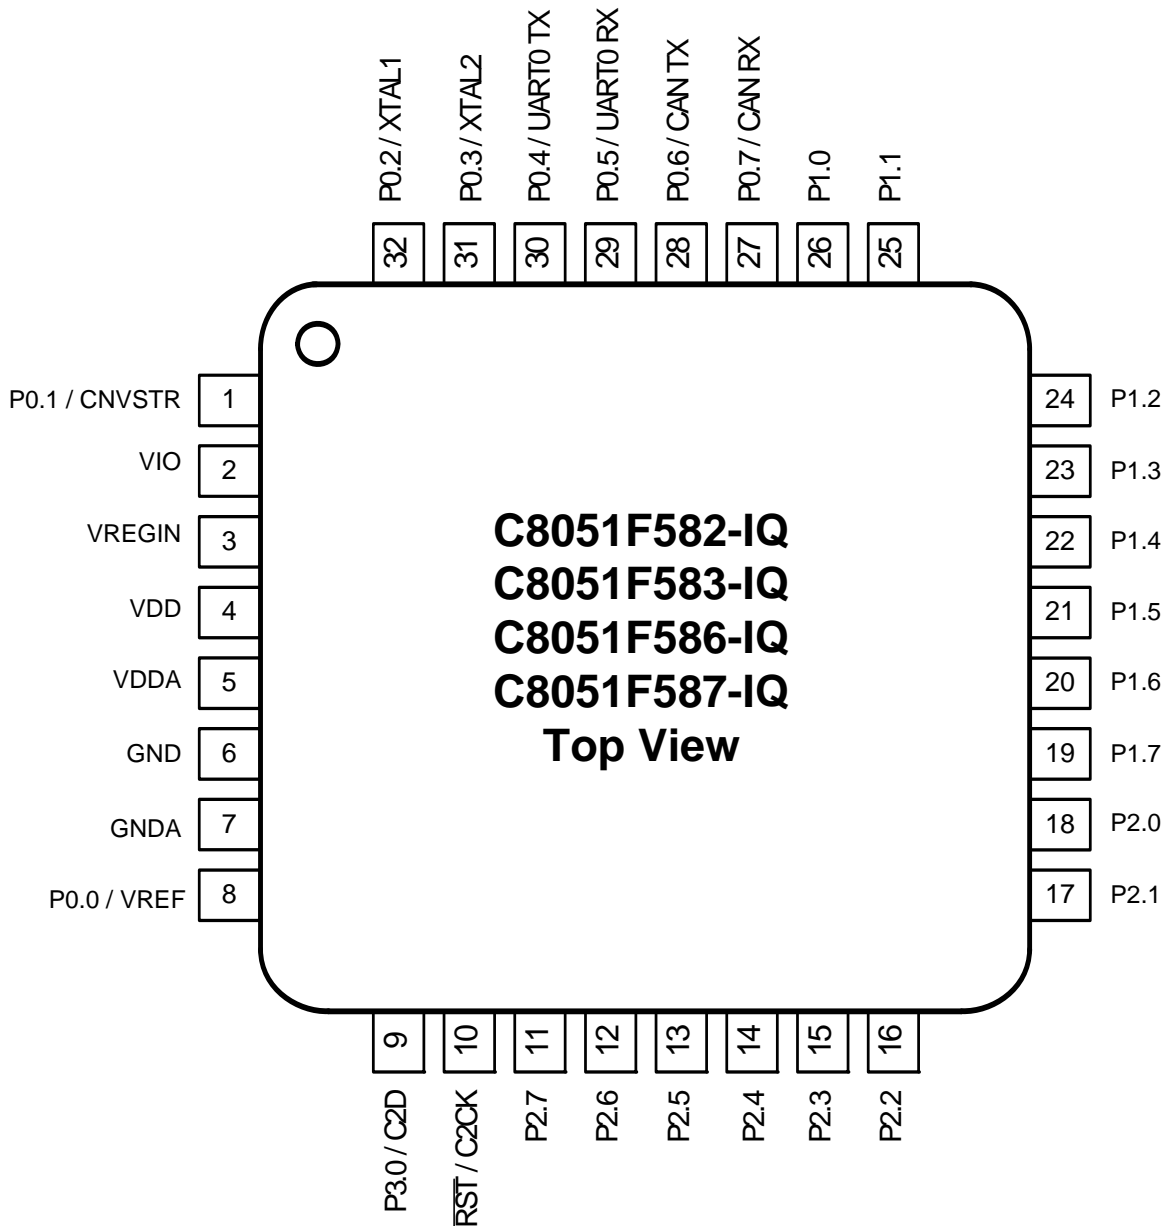 P0.2 / XTAL1
P0.3 / XTAL2
P0.4 / UART0 TX
P0.5 / UART0 RX
P0.6 / CAN TX
P0.7 / CAN RX
P1.0
P1.1
32
31
30
29
28
27
26
25
P0.1 / CNVSTR 1
VIO 2
VREGIN 3
VDD 4
VDDA 5
GND 6
GNDA 7
P0.0 / VREF 8
C8051F582-IQ
C8051F583-IQ
C8051F586-IQ
C8051F587-IQ
Top View
24 P1.2
23 P1.3
22 P1.4
21 P1.5
20 P1.6
19 P1.7
18 P2.0
17 P2.1
9
10
11
12
13
14
15
16
P3.0 / C2D
RST / C2CK
P2.7
P2.6
P2.5
P2.4
P2.3
P2.2